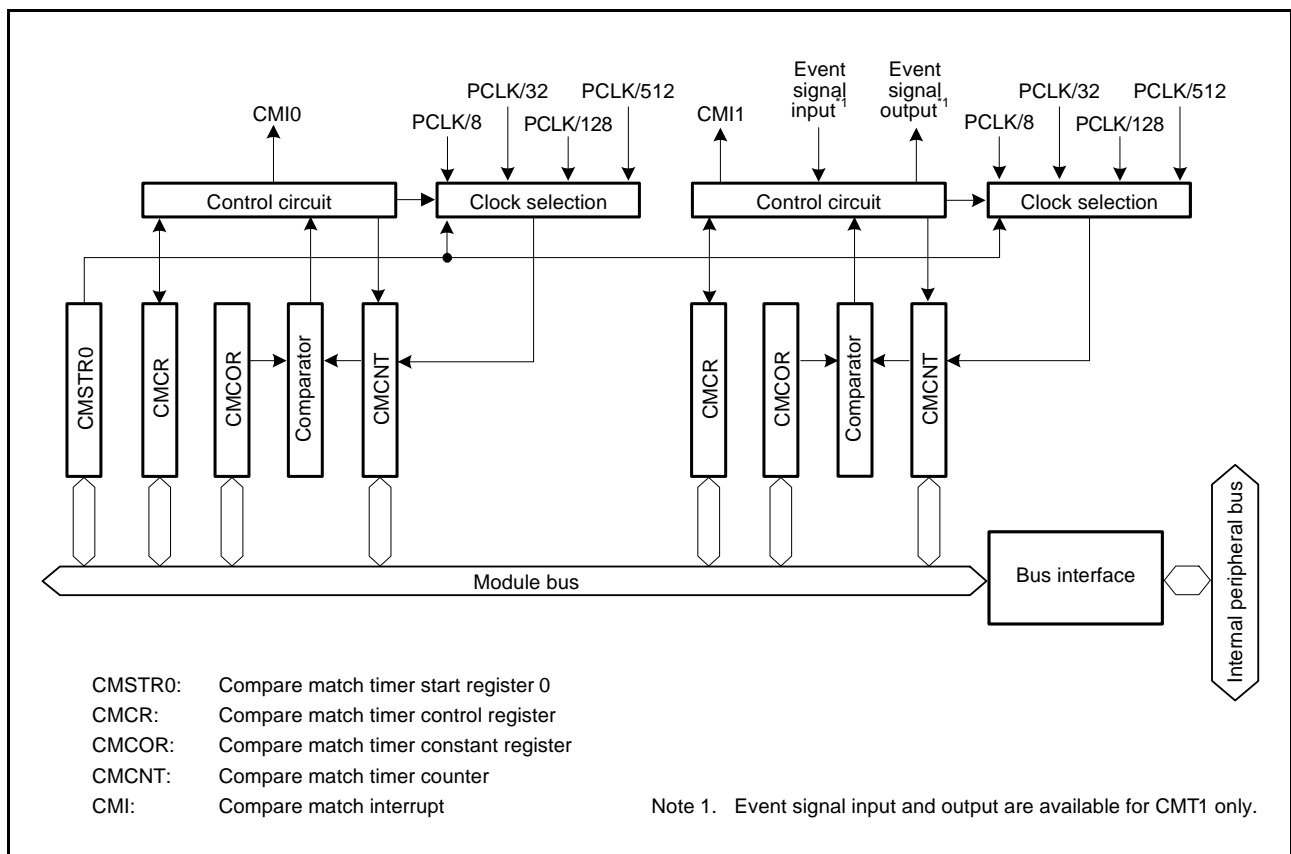 Event
signal
input*1
Event
signal
output*1
CMI0
PCLK/8
PCLK/32
PCLK/128
PCLK/512
CMI1
PCLK/8
PCLK/32
PCLK/128
PCLK/512
Control circuit
Clock selection
Control circuit
Clock selection
CMSTR0
CMCR
CMCOR
Comparator
CMCNT
CMCR
CMCOR
Comparator
CMCNT
Module bus
Bus interface
Internal peripheral bus
CMSTR0: Compare match timer start register 0
CMCR: Compare match timer control register
CMCOR: Compare match timer constant register
CMCNT: Compare match timer counter
CMI: Compare match interrupt
Note 1. Event signal input and output are available for CMT1 only.